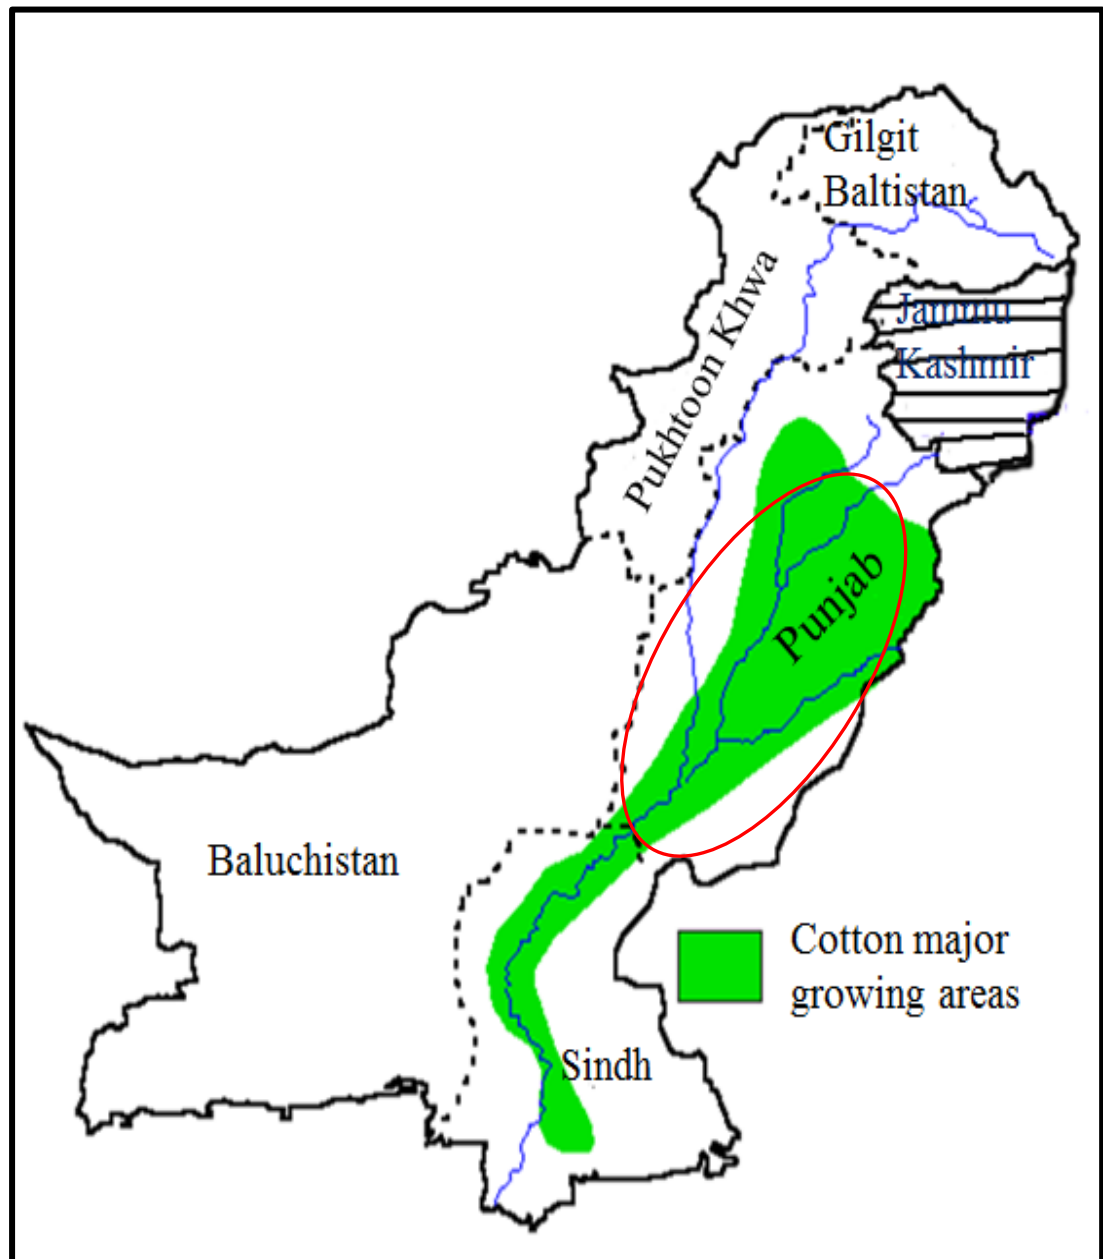 Gilgit
Baltistan
Pukhtoon Khwa
Jammu
Kashmir
Punjab
Baluchistan
Cotton major
growing areas
Sindh